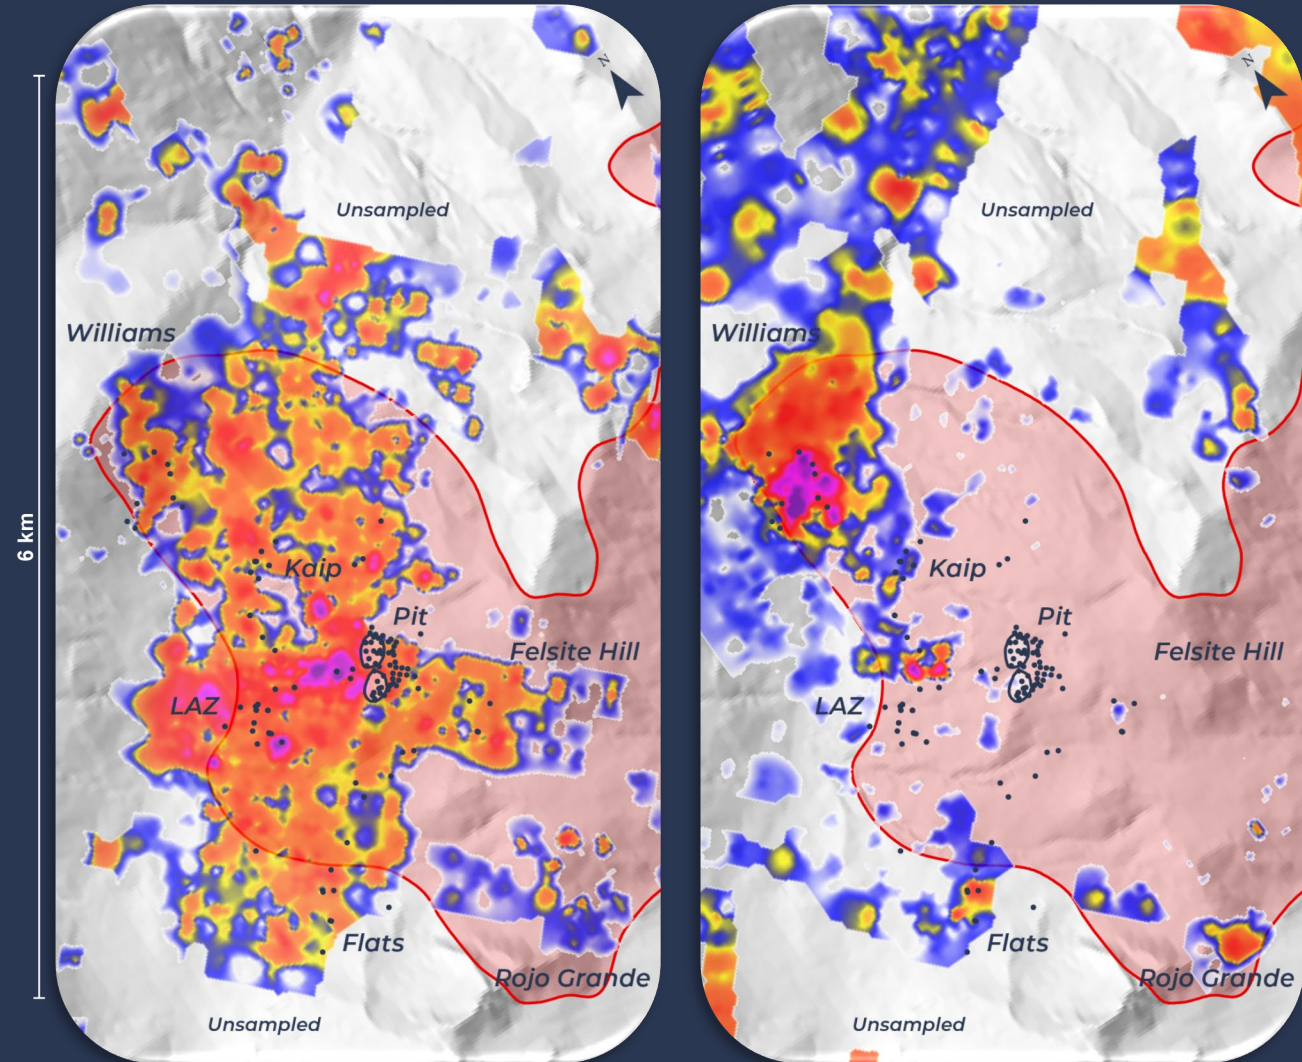 6 km
N
Unsampled
Williams
Kaip
Pit
Felsite Hill
LAZ
Flats
Rojo Grande
Unsampled
N
Unsampled
Williams
Kaip
Pit
Felsite Hill
LAZ
Flats
Rojo Grande
Unsampled